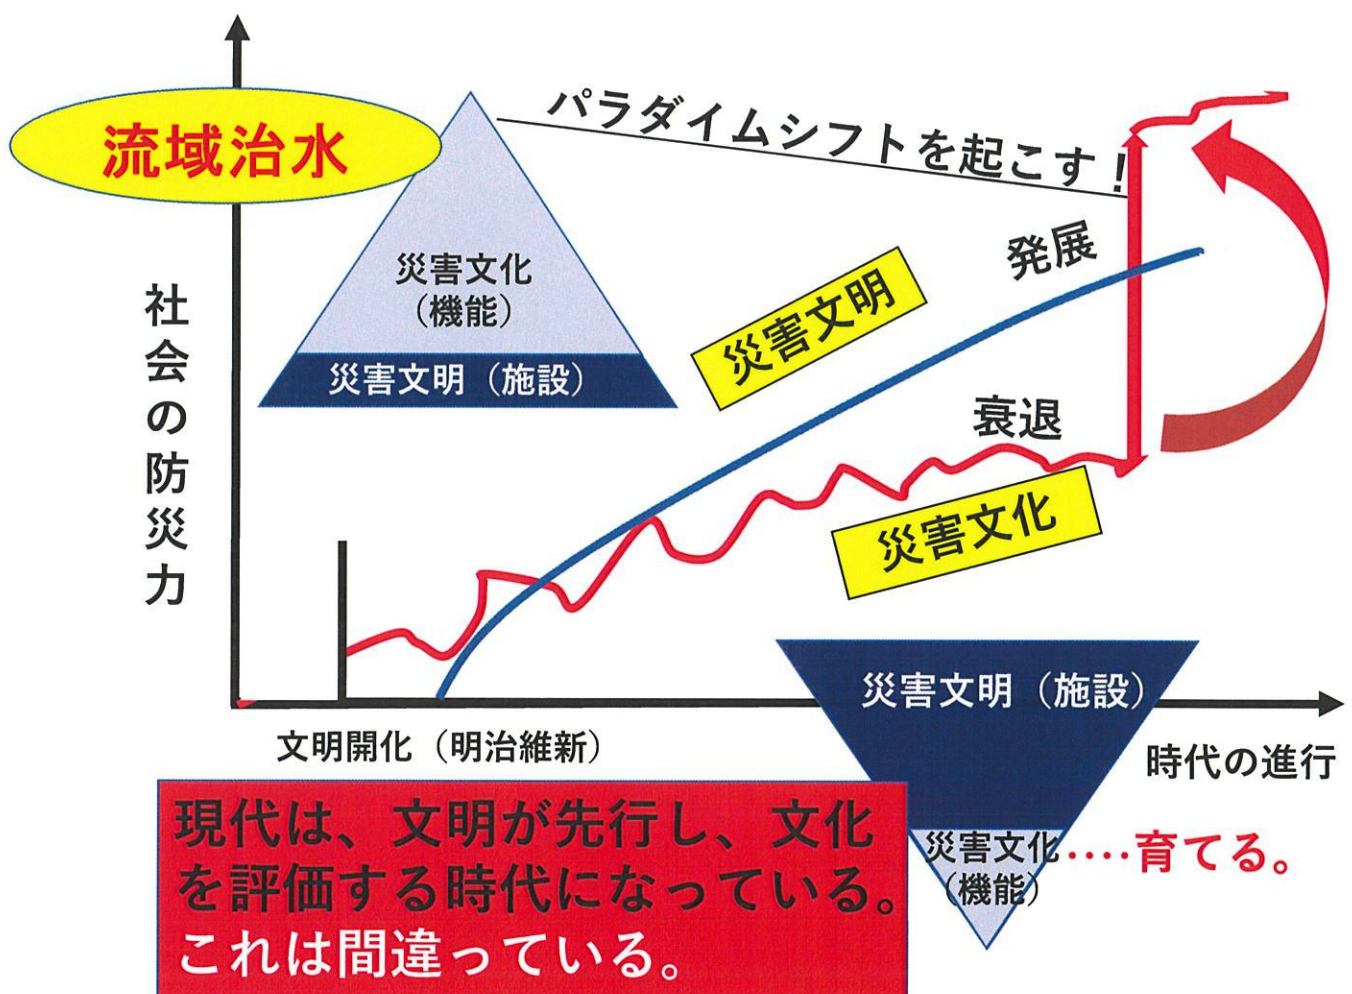 流域治水
パラダイムシフトを起こす！
災害文化
（機能）
災害文明（施設）
社会の防災力
災害文明
発展
衰退
災害文化
災害文明（施設）
文明開化（明治維新）
時代の進行
現代は、文明が先行し、文化
を評価する時代になっている。
これは間違っている。
災害文化
（機能）
‥‥育てる。